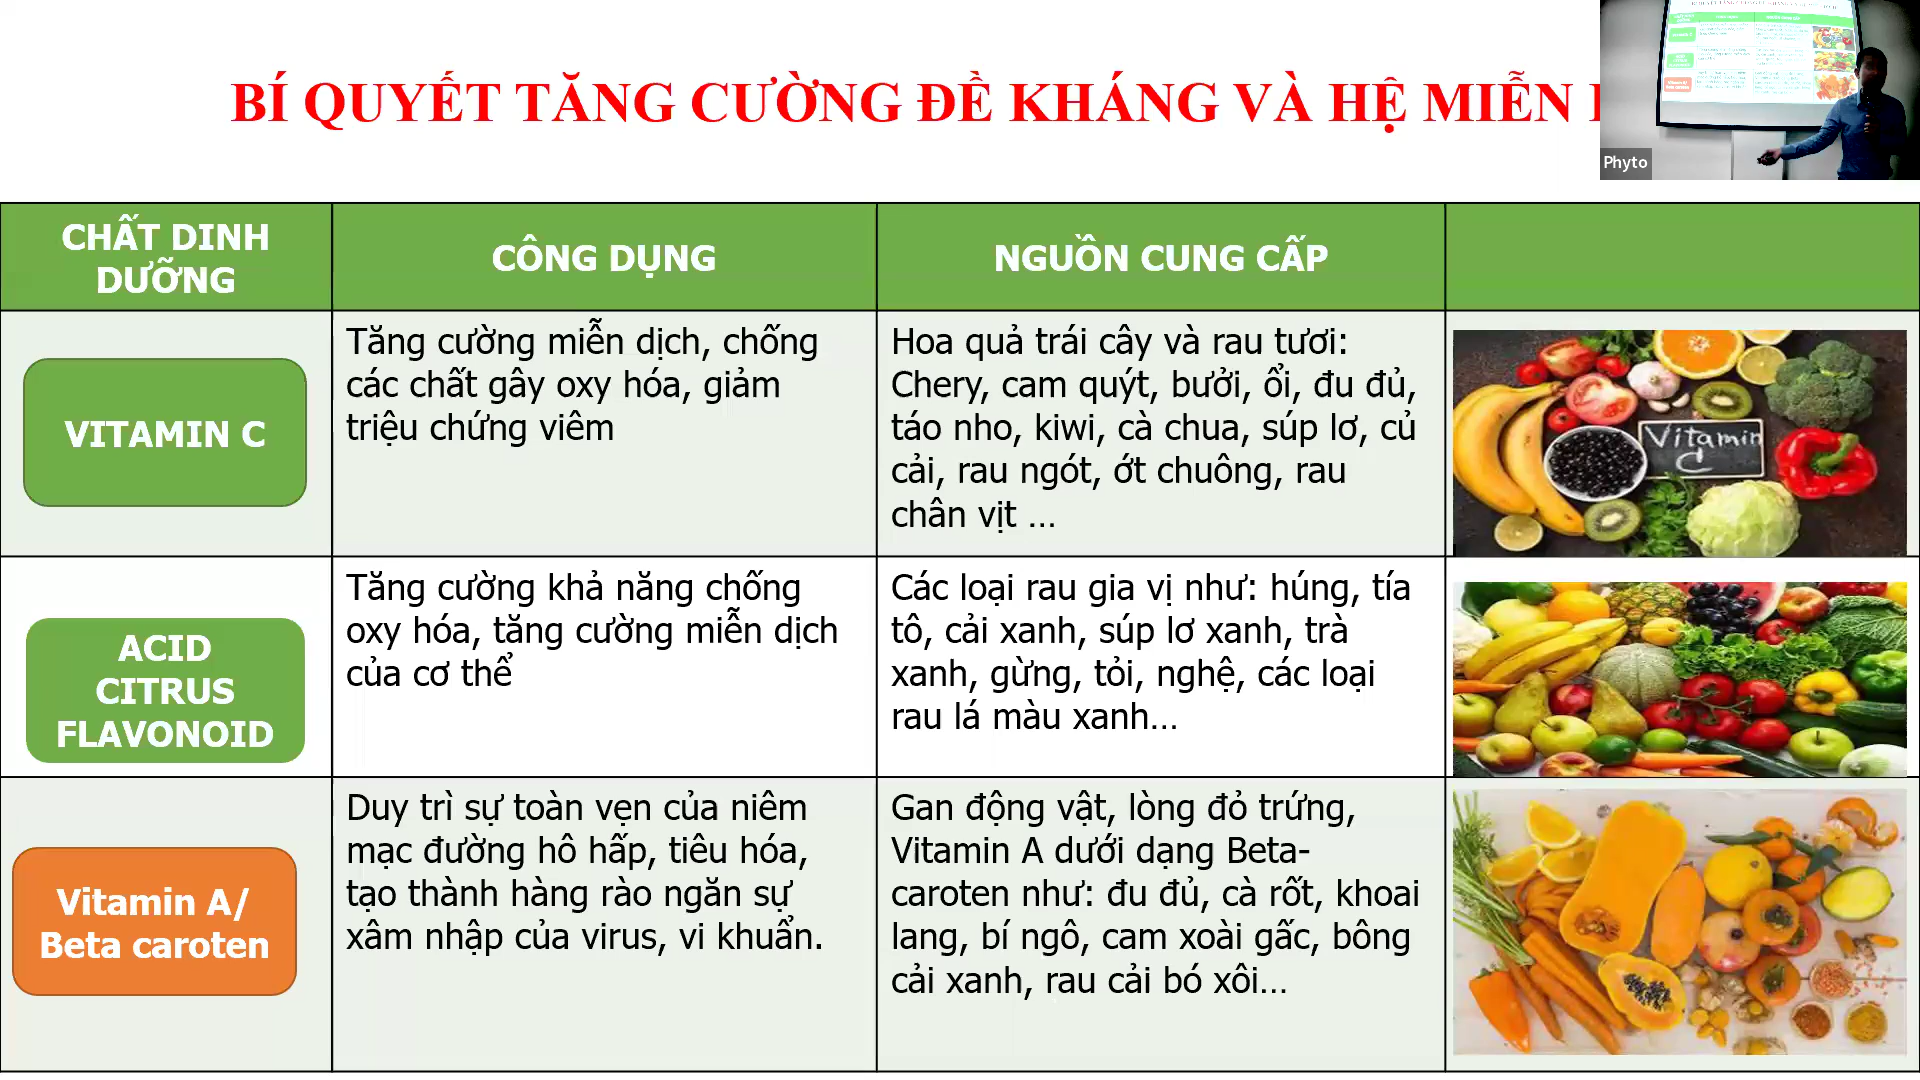 BÍ QUYẾT TĂNG CƯỜNG ĐỀ KHÁNG VÀ HỆ MIỄN
Phyto
CHẤT DINH
DƯỠNG
CÔNG DỤNG
NGUỒN CUNG CẤP
VITAMIN C
Tăng cường miễn dịch, chống
các chất gây oxy hóa, giảm
triệu chứng viêm
Hoa quả trái cây và rau tươi:
Chery, cam quýt, bưởi, ổi, đu đủ,
táo nho, kiwi, cà chua, súp lơ, củ
cải, rau ngót, ớt chuông, rau
chân vịt ...
Vitamin
C
ACID
CITRUS
FLAVONOID
Tăng cường khả năng chống
oxy hóa, tăng cường miễn dịch
của cơ thể
Các loại rau gia vị như: húng, tía
tô, cải xanh, súp lơ xanh, trà
xanh, gừng, tỏi, nghệ, các loại
rau lá màu xanh...
Vitamin A/
Beta caroten
Duy trì sự toàn vẹn của niêm
mạc đường hô hấp, tiêu hóa,
tạo thành hàng rào ngăn sự
xâm nhập của virus, vi khuẩn.
Gan động vật, lòng đỏ trứng,
Vitamin A dưới dạng Beta-
caroten như: đu đủ, cà rốt, khoai
lang, bí ngô, cam xoài gấc, bông
cải xanh, rau cải bó xôi...